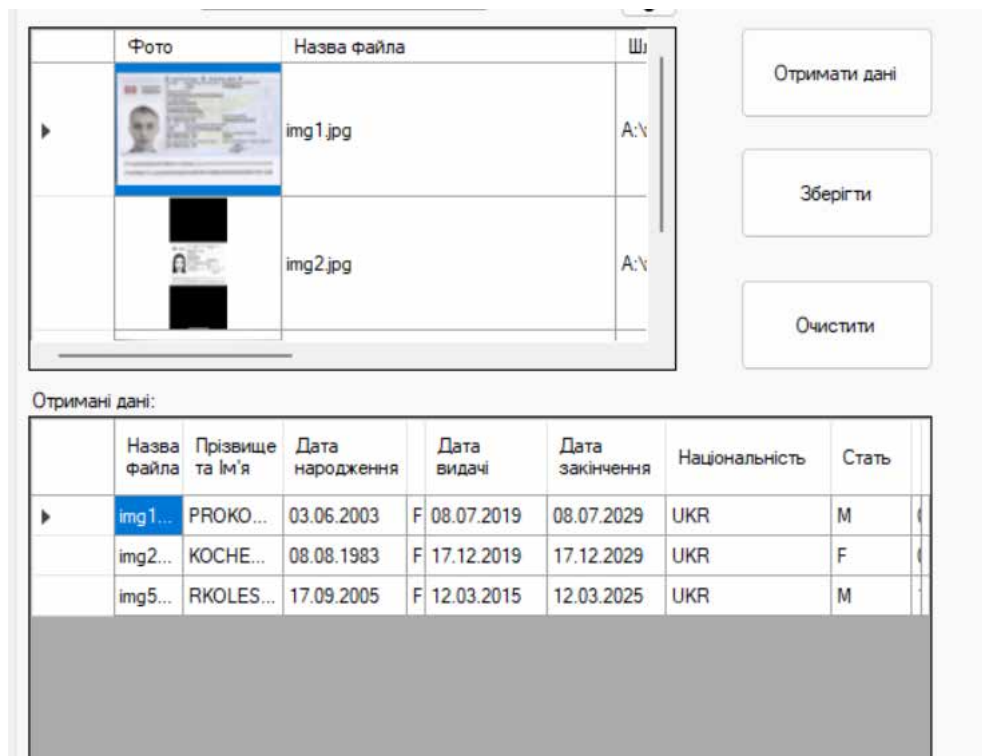 Фото Назва файла Шл
img1.jpg A:\
Отримати дані
Зберігти
img2.jpg A:\
Очистити
Отримані дані:
Назва файла Прізвище та Ім'я Дата народження Дата видачі Дата закінчення Національність Стать
img1... PROKO... 03.06.2003 F 08.07.2019 08.07.2029 UKR M
img2... KOCHE... 08.08.1983 F 17.12.2019 17.12.2029 UKR F
img5... RKOLES... 17.09.2005 F 12.03.2015 12.03.2025 UKR M